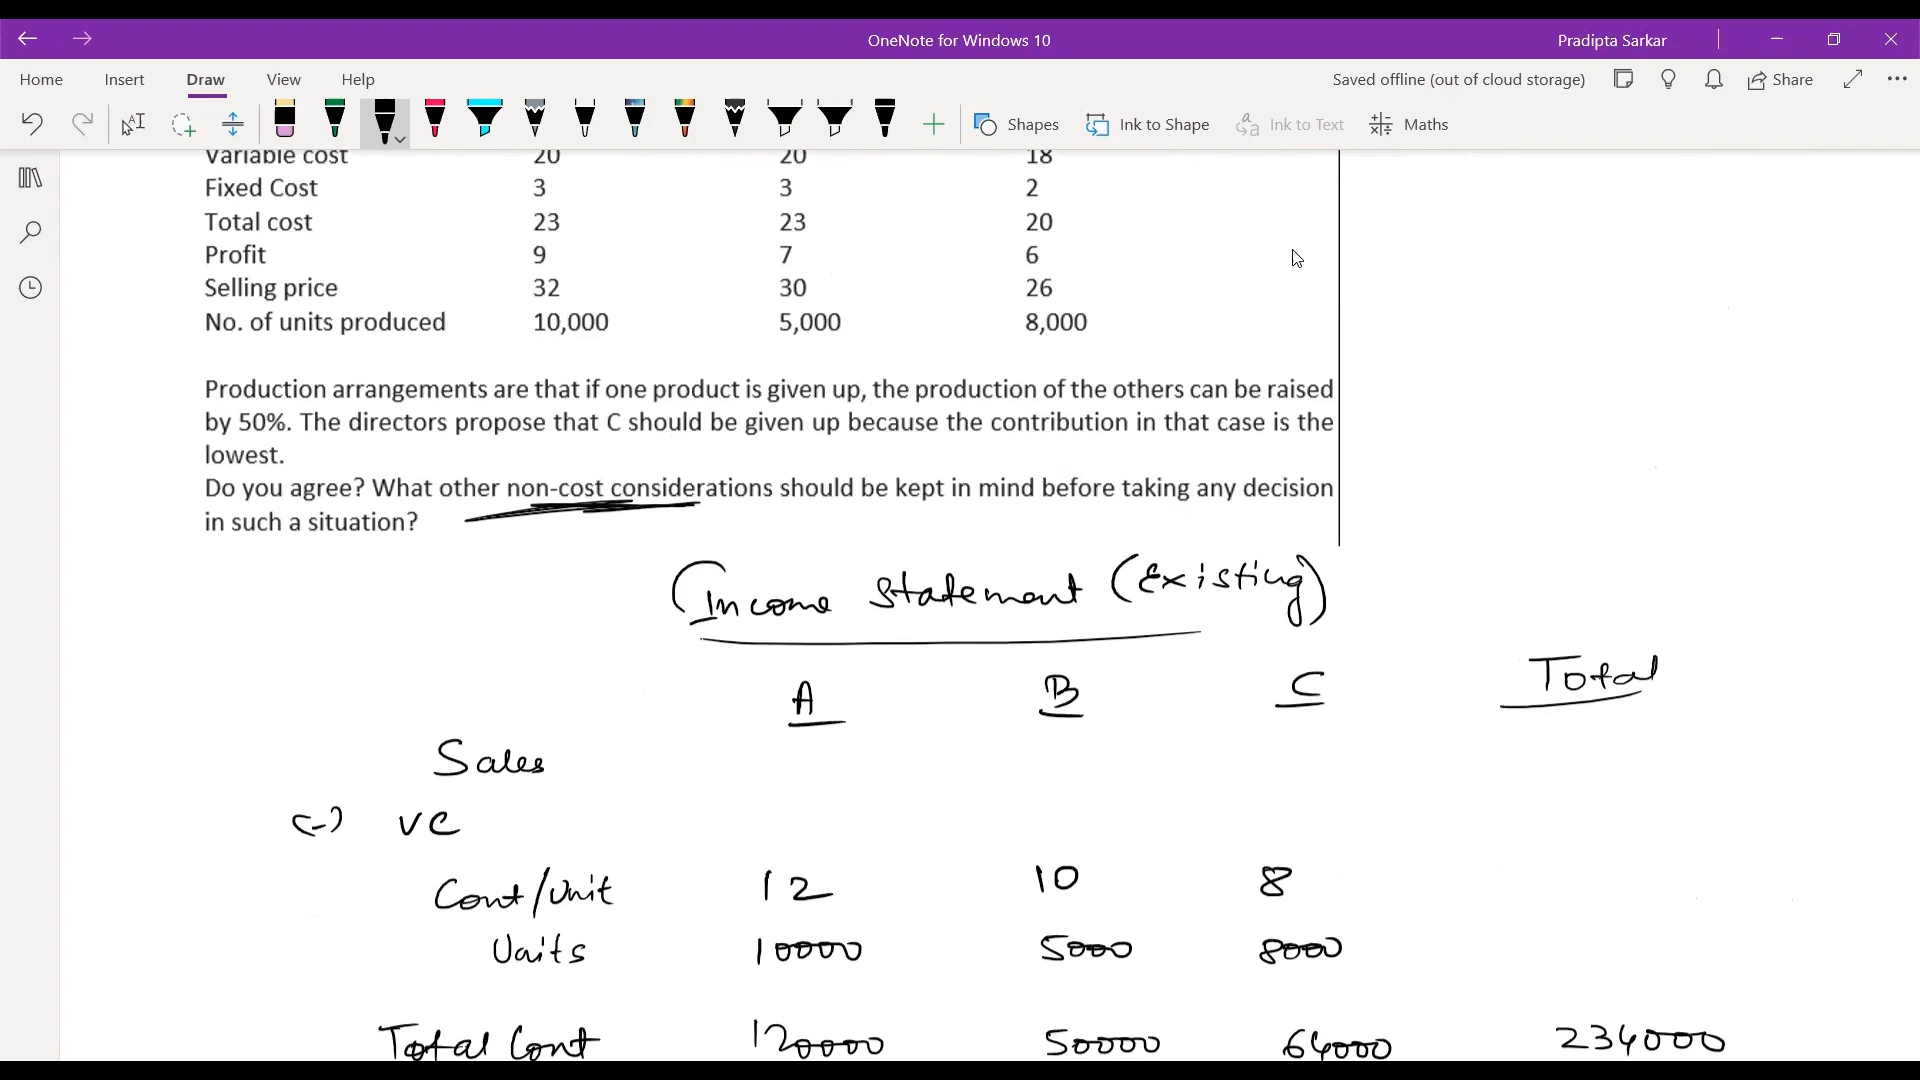 OneNote for Windows 10
Pradipta Sarkar
Home Insert Draw View Help
Saved offline (out of cloud storage)
Share
Shapes
Ink to Shape
Ink to Text
Maths
Variable cost 20 20 18
Fixed Cost 3 3 2
Total cost 23 23 20
Profit 9 7 6
Selling price 32 30 26
No. of units produced 10,000 5,000 8,000
Production arrangements are that if one product is given up, the production of the others can be raised
by 50%. The directors propose that C should be given up because the contribution in that case is the
lowest.
Do you agree? What other non-cost considerations should be kept in mind before taking any decision
in such a situation?
Income Statement (Existing)
A B C Total
Sales
(-) VC
Cont/Unit 12 10 8
Units 10000 5000 8000
Total Cont 120000 50000 64000 234000